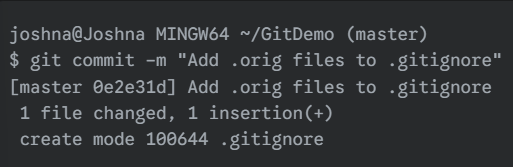 joshna@Joshna MINGW64 ~/GitDemo (master)
$ git commit -m "Add .orig files to .gitignore"
[master 0e2e31d] Add .orig files to .gitignore
 1 file changed, 1 insertion(+)
 create mode 100644 .gitignore